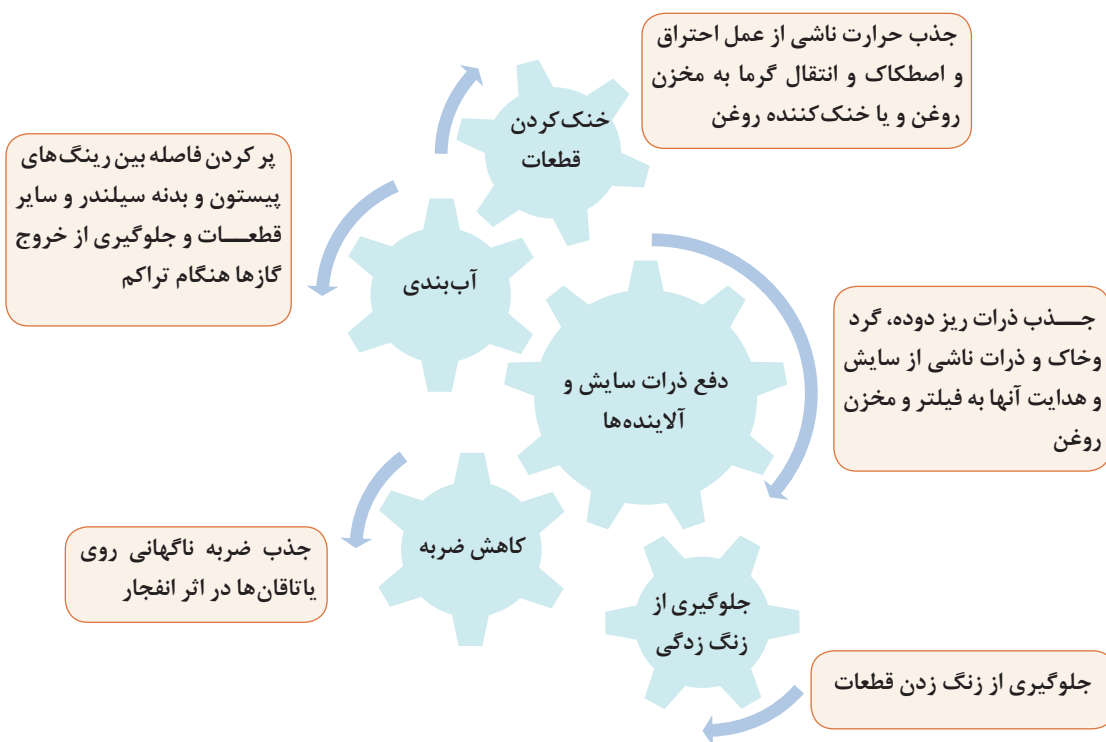 جذب حرارت ناشی از عمل احتراق
و اصطکاک و انتقال گرما به مخزن
روغن و یا خنک‌کننده روغن
خنک‌کردن
قطعات
پر کردن فاصله بین رینگ‌های
پیستون و بدنه سیلندر و سایر
قطعـــات و جلوگیری از خروج
گازها هنگام تراکم
آب‌بندی
جـــذب ذرات ریز دوده، گرد
وخاک و ذرات ناشی از سایش
و هدایت آنها به فیلتر و مخزن
روغن
دفع ذرات سایش و
آلاینده‌ها
کاهش ضربه
جذب ضربه ناگهانی روی
یاتاقان‌ها در اثر انفجار
جلوگیری از
زنگ زدگی
جلوگیری از زنگ زدن قطعات